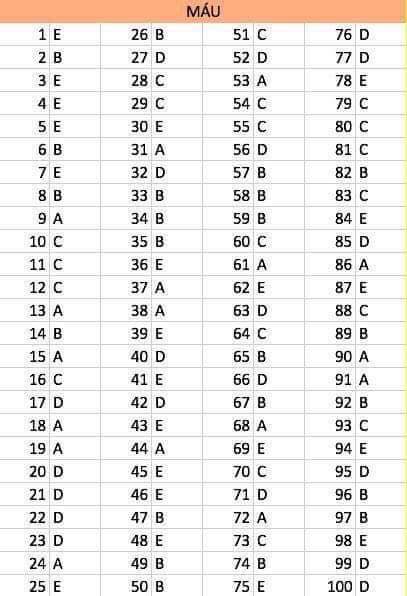 MÁU
1 E 26 B 51 C 76 D
2 B 27 D 52 D 77 D
3 E 28 C 53 A 78 E
4 E 29 C 54 C 79 C
5 E 30 E 55 C 80 C
6 B 31 A 56 D 81 C
7 E 32 D 57 B 82 B
8 B 33 B 58 B 83 C
9 A 34 B 59 B 84 E
10 C 35 B 60 C 85 D
11 C 36 E 61 A 86 A
12 C 37 A 62 E 87 E
13 A 38 A 63 D 88 C
14 B 39 E 64 C 89 B
15 A 40 D 65 B 90 A
16 C 41 E 66 D 91 A
17 D 42 D 67 B 92 B
18 A 43 E 68 A 93 C
19 A 44 A 69 E 94 E
20 D 45 E 70 C 95 D
21 D 46 E 71 D 96 B
22 D 47 B 72 A 97 B
23 D 48 E 73 C 98 E
24 A 49 B 74 B 99 D
25 E 50 B 75 E 100 D